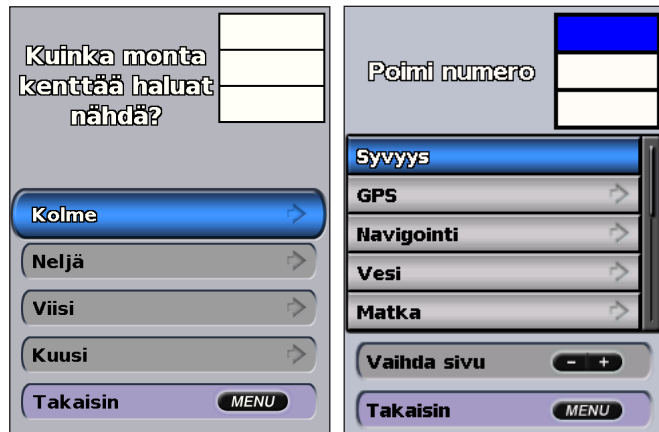 Kuinka monta
kenttää haluat
nähdä?
Kolme
Neljä
Viisi
Kuusi
Takaisin MENU
Poimi numero
Syvyys
GPS
Navigointi
Vesi
Matka
Vaihda sivu - +
Takaisin MENU